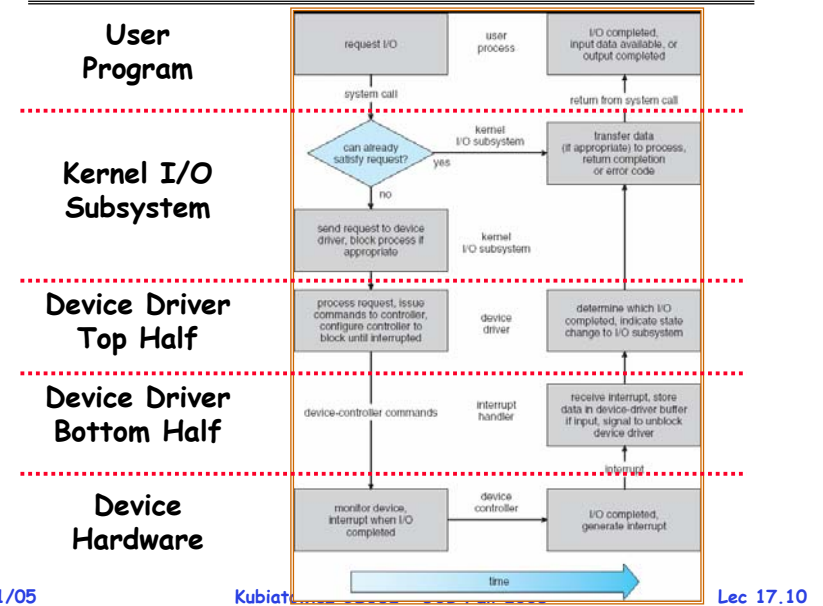 User
Program
request I/O
user
process
I/O completed,
input data available, or
output completed
system call
return from system call
Kernel I/O
Subsystem
can already
satisfy request?
yes
no
kernel
I/O subsystem
transfer data
(if appropriate) to process,
return completion
or error code
send request to device
driver, block process if
appropriate
kernel
I/O subsystem
Device Driver
Top Half
process request, issue
commands to controller,
configure controller to
block until interrupted
device
driver
determine which I/O
completed, indicate state
change to I/O subsystem
Device Driver
Bottom Half
device-controller commands
interrupt
handler
receive interrupt, store
data in device-driver buffer
if input, signal to unblock
device driver
interrupt
Device
Hardware
monitor device,
interrupt when I/O
completed
device
controller
I/O completed,
generate interrupt
time
1/05
Lec 17.10